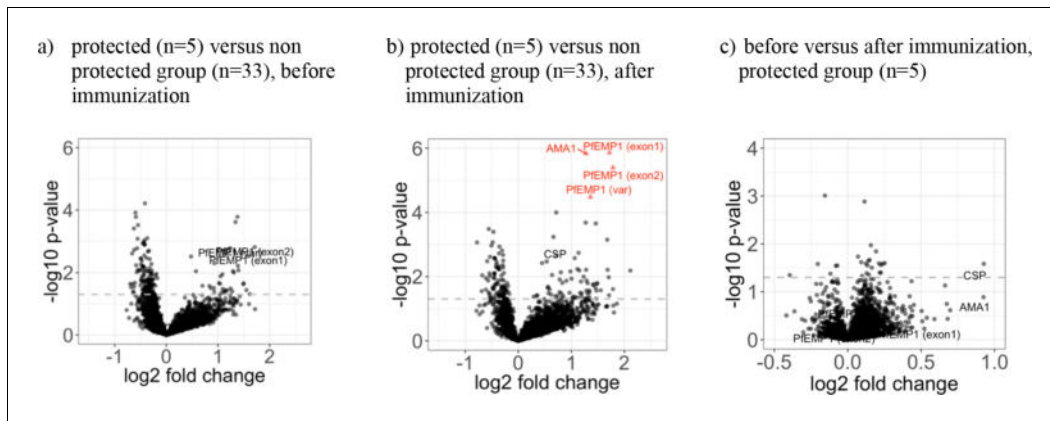 a) protected (n=5) versus non
protected group (n=33), before
immunization
6
4
2
0
-log10 p-value
PfEMP1 (exon2)
PfEMP1 (exon1)
-1 0 1 2
log2 fold change
b) protected (n=5) versus non
protected group (n=33), after
immunization
6
4
2
0
-log10 p-value
AMA1 PfEMP1 (exon1)
PfEMP1 (exon2)
PfEMP1 (var)
CSP
-1 0 1 2
log2 fold change
c) before versus after immunization,
protected group (n=5)
4
3
2
1
0
-log10 p-value
CSP
AMA1
-0.5 0.0 0.5 1.0
log2 fold change